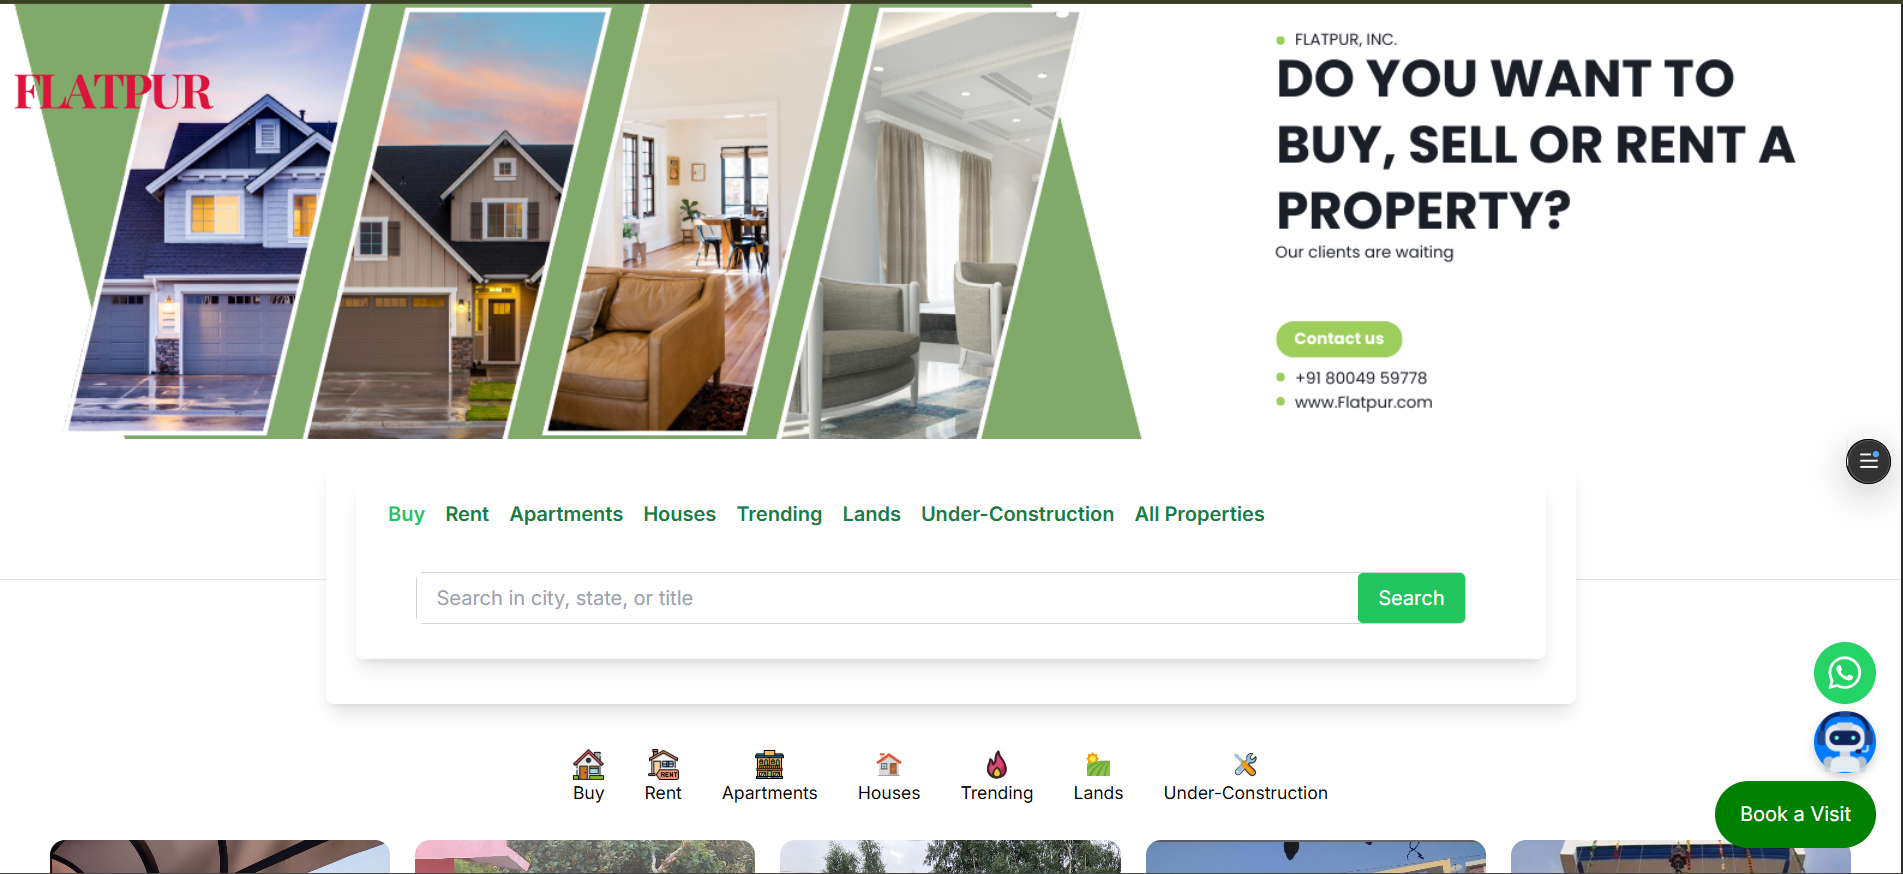 FLATPUR
FLATPUR, INC.
DO YOU WANT TO
BUY, SELL OR RENT A
PROPERTY?
Our clients are waiting
Contact us
+91 80049 59778
www.Flatpur.com
Buy Rent Apartments Houses Trending Lands Under-Construction All Properties
Search in city, state, or title
Search
RENT
Buy Rent Apartments Houses Trending Lands Under-Construction
Book a Visit